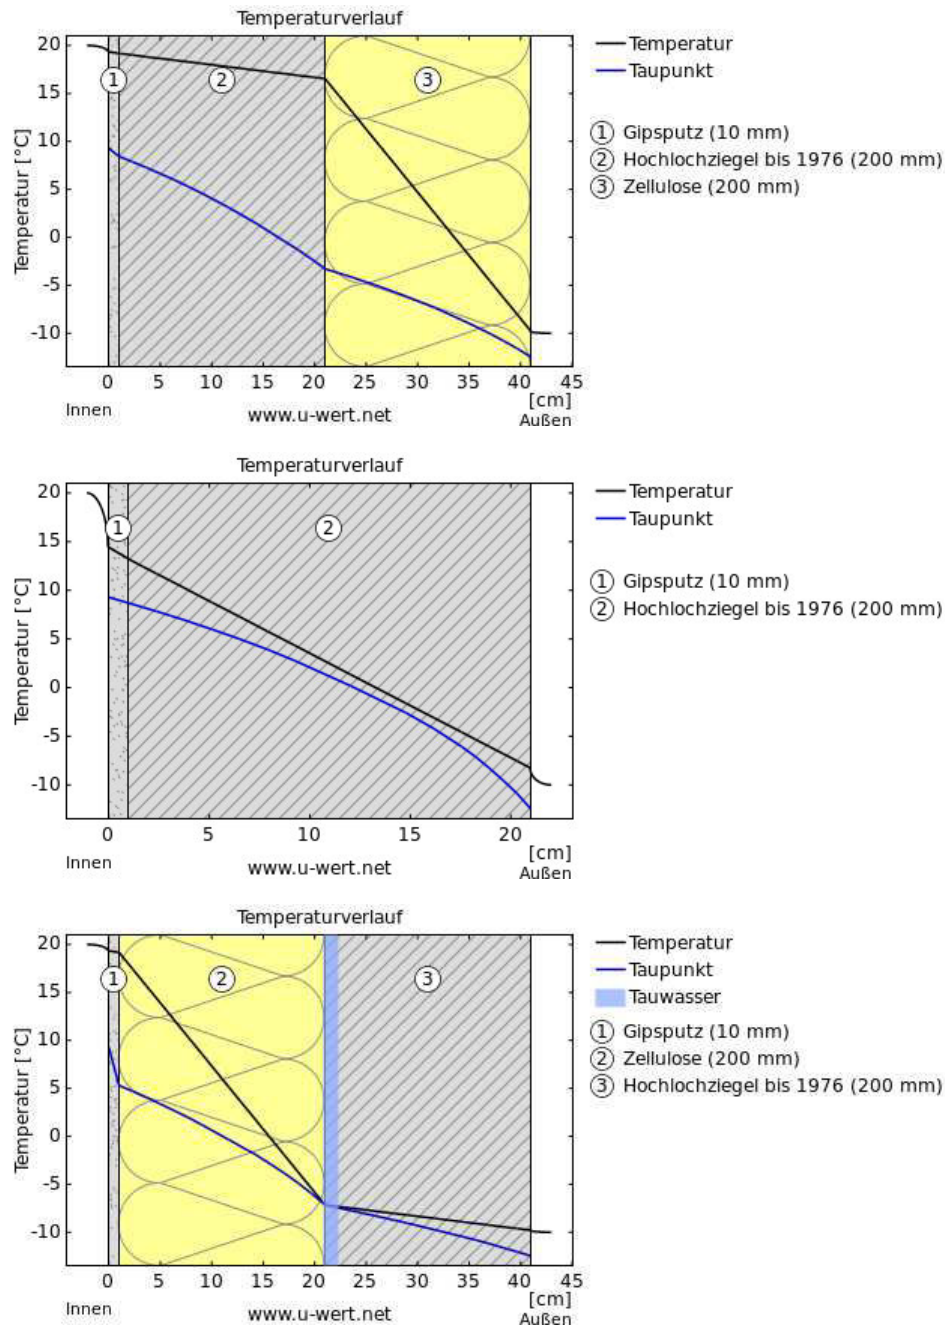 Temperaturverlauf
20
15
10
5
0
-5
-10
Temperatur [°C]
1
2
3
0 5 10 15 20 25 30 35 40 45
[cm]
Innen
www.u-wert.net
Außen
Temperatur
Taupunkt
1 Gipsputz (10 mm)
2 Hochlochziegel bis 1976 (200 mm)
3 Zellulose (200 mm)
Temperaturverlauf
20
15
10
5
0
-5
-10
Temperatur [°C]
1
2
0 5 10 15 20
[cm]
Innen
www.u-wert.net
Außen
Temperatur
Taupunkt
1 Gipsputz (10 mm)
2 Hochlochziegel bis 1976 (200 mm)
Temperaturverlauf
20
15
10
5
0
-5
-10
Temperatur [°C]
1
2
3
0 5 10 15 20 25 30 35 40 45
[cm]
Innen
www.u-wert.net
Außen
Temperatur
Taupunkt
Tauwasser
1 Gipsputz (10 mm)
2 Zellulose (200 mm)
3 Hochlochziegel bis 1976 (200 mm)